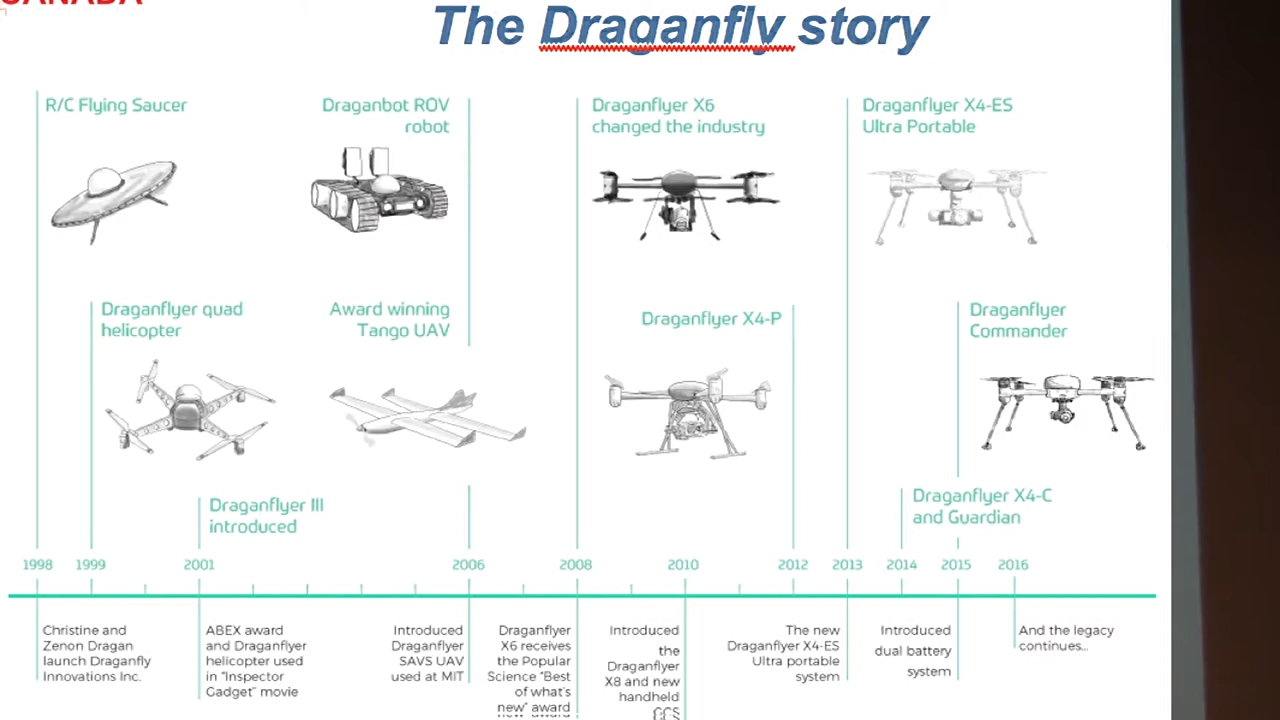 CANADA
The Draganfly story
R/C Flying Saucer
Draganbot ROV
robot
Draganflyer X6
changed the industry
Draganflyer X4-ES
Ultra Portable
Draganflyer quad
helicopter
Award winning
Tango UAV
Draganflyer X4-P
Draganflyer
Commander
Draganflyer III
introduced
Draganflyer X4-C
and Guardian
1998 1999 2001 2006 2008 2010 2012 2013 2014 2015 2016
Christine and
Zenon Dragan
launch Draganfly
Innovations Inc.
ABEX award
and Draganflyer
helicopter used
in "Inspector
Gadget" movie
Introduced
Draganflyer
SAVS UAV
used at MIT
Draganflyer
X6 receives
the Popular
Science "Best
of what's
new" award
Introduced
the
Draganflyer
X8 and new
handheld
GCS
The new
Draganflyer X4-ES
Ultra portable
system
Introduced
dual battery
system
And the legacy
continues...